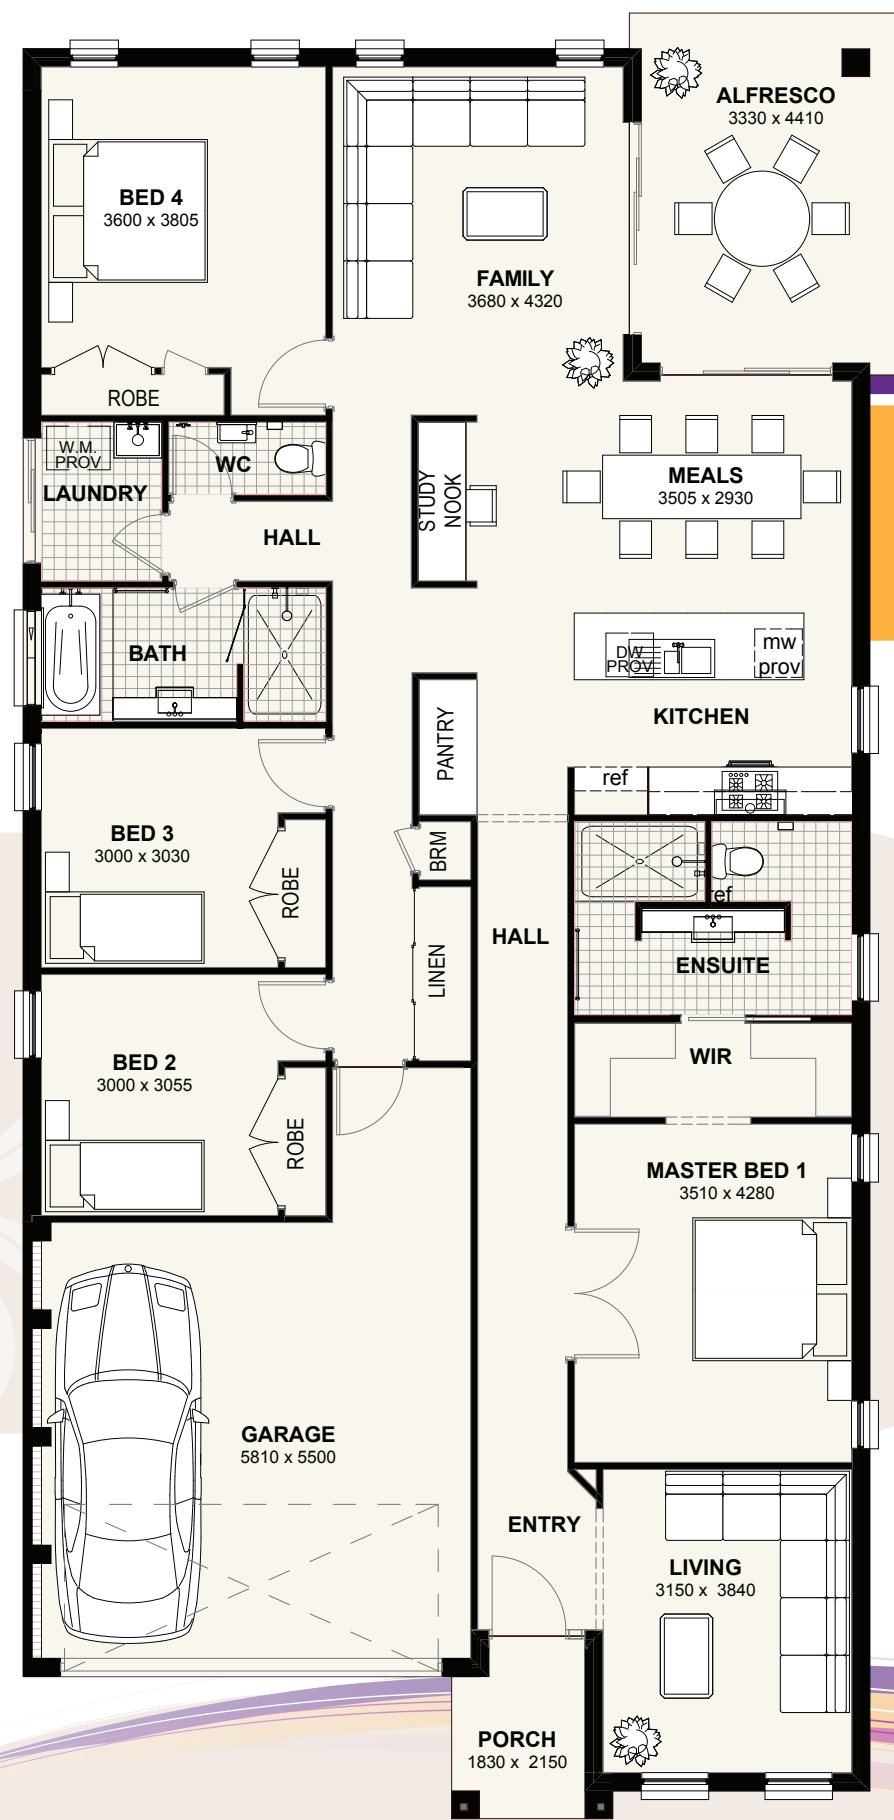 ALFRESCO
3330 x 4410
BED 4
3600 x 3805
FAMILY
3680 x 4320
ROBE
W.M.
PROV
LAUNDRY
WC
HALL
STUDY
NOOK
MEALS
3505 x 2930
BATH
DW
PROV
mw
prov
KITCHEN
PANTRY
ref
BED 3
3000 x 3030
ROBE
BRM
ref
HALL
LINEN
ENSUITE
BED 2
3000 x 3055
ROBE
WIR
MASTER BED 1
3510 x 4280
GARAGE
5810 x 5500
ENTRY
LIVING
3150 x 3840
PORCH
1830 x 2150